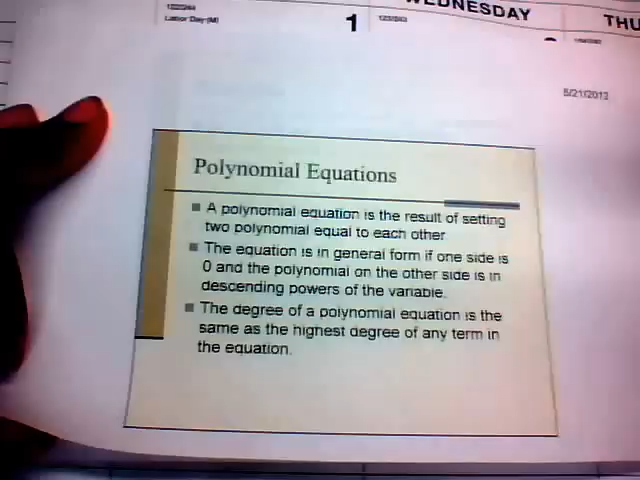 Labor Day(M)
1
WEDNESDAY
THU
5/21/2013
Polynomial Equations
A polynomial equation is the result of setting
two polynomial equal to each other
The equation is in general form if one side is
0 and the polynomial on the other side is in
descending powers of the variable.
The degree of a polynomial equation is the
same as the highest degree of any term in
the equation.